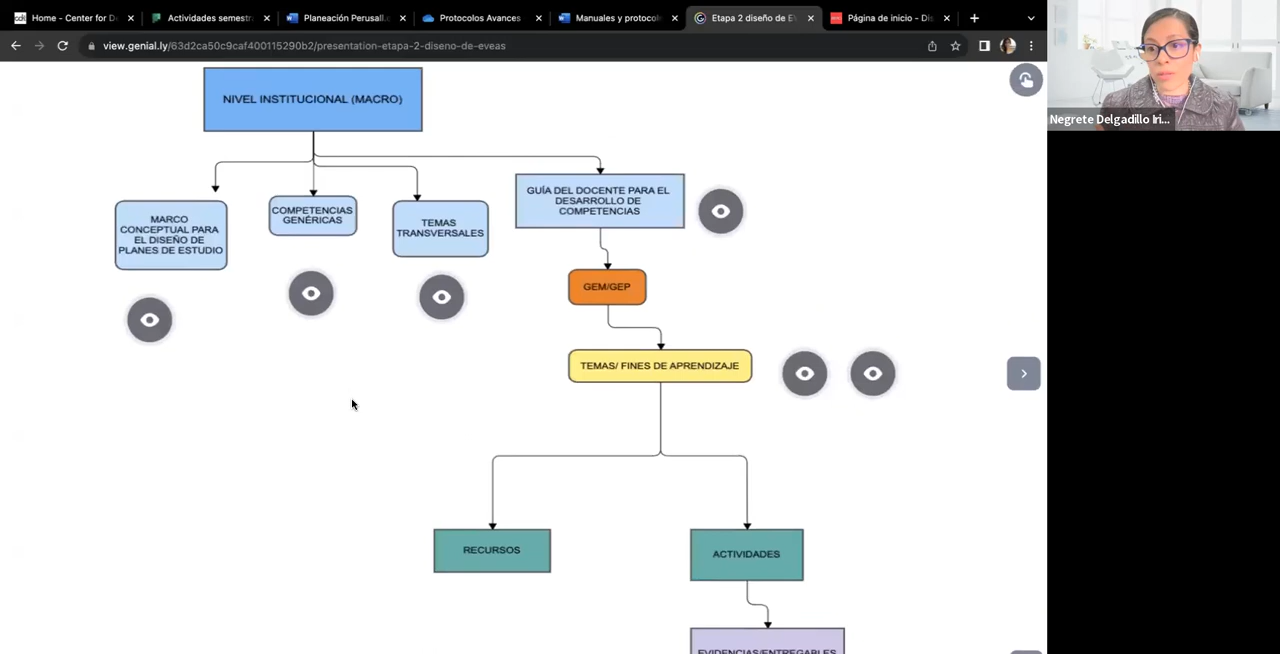 Home - Center for D
Actividades semestr
Planeación Perusall.
Protocolos Avances
Manuales y protocol
Etapa 2 diseño de E
Página de inicio - Di
view.genial.ly/63d2ca50c9caf400115290b2/presentation-etapa-2-diseno-de-eveas
Negrete Delgadillo Iri...
NIVEL INSTITUCIONAL (MACRO)
MARCO
CONCEPTUAL PARA
EL DISEÑO DE
PLANES DE ESTUDIO
COMPETENCIAS
GENÉRICAS
TEMAS
TRANSVERSALES
GUÍA DEL DOCENTE PARA EL
DESARROLLO DE
COMPETENCIAS
GEM/GEP
TEMAS/ FINES DE APRENDIZAJE
RECURSOS
ACTIVIDADES
EVIDENCIAS/ENTREGABLES